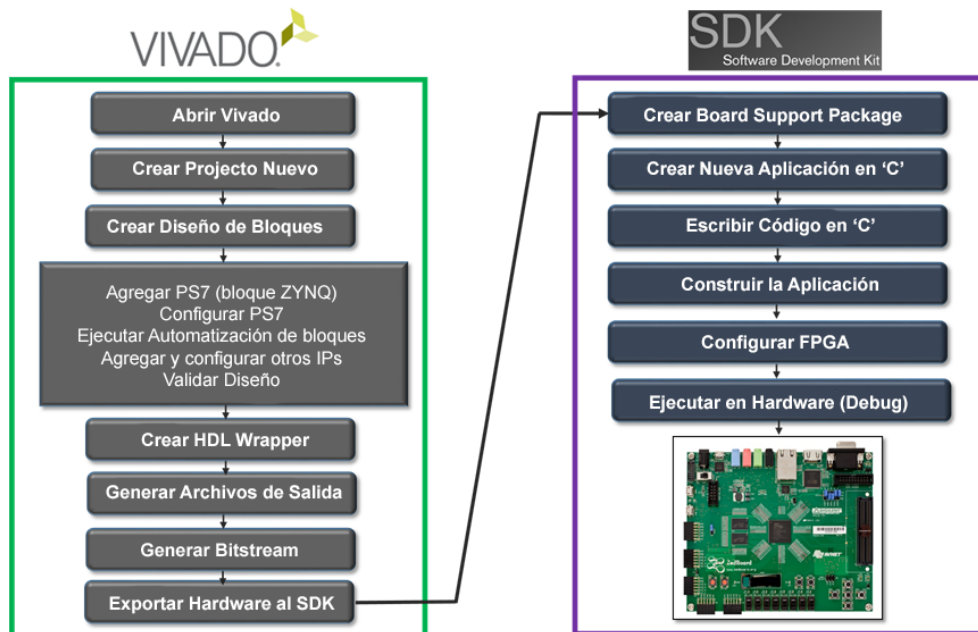 VIVADO.
Abrir Vivado
Crear Projecto Nuevo
Crear Diseño de Bloques
Agregar PS7 (bloque ZYNQ)
Configurar PS7
Ejecutar Automatización de bloques
Agregar y configurar otros IPs
Validar Diseño
Crear HDL Wrapper
Generar Archivos de Salida
Generar Bitstream
Exportar Hardware al SDK
SDK
Software Development Kit
Crear Board Support Package
Crear Nueva Aplicación en ‘C’
Escribir Código en ‘C’
Construir la Aplicación
Configurar FPGA
Ejecutar en Hardware (Debug)
ZedBoard
AVNET